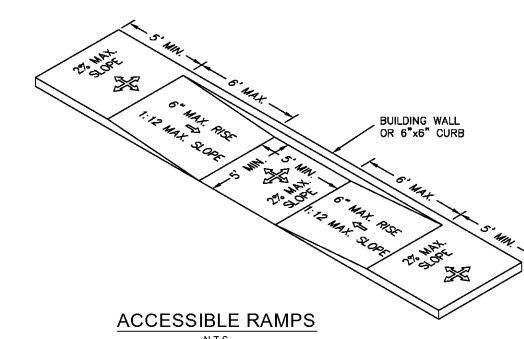 5' MIN.
2% MAX.
SLOPE
6' MAX.
6" MAX. RISE
1:12 MAX. SLOPE
BUILDING WALL
OR 6"x6" CURB
5' MIN.
5' MIN.
2% MAX.
SLOPE
6' MAX.
6" MAX. RISE
1:12 MAX. SLOPE
5' MIN.
2% MAX.
SLOPE
ACCESSIBLE RAMPS
N.T.S.